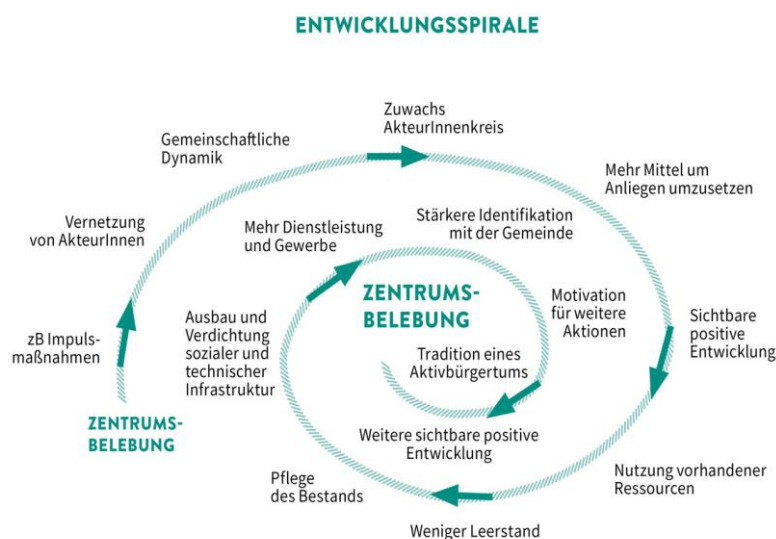 ENTWICKLUNGSSPIRALE
ZENTRUMS-
BELEBUNG
zB Impuls-
maßnahmen
Vernetzung
von AkteurInnen
Gemeinschaftliche
Dynamik
Zuwachs
AkteurInnenkreis
Mehr Mittel um
Anliegen umzusetzen
Sichtbare
positive
Entwicklung
Nutzung vorhandener
Ressourcen
Weniger Leerstand
Pflege
des Bestands
Ausbau und
Verdichtung
sozialer und
technischer
Infrastruktur
Mehr Dienstleistung
und Gewerbe
Stärkere Identifikation
mit der Gemeinde
Motivation
für weitere
Aktionen
Weitere sichtbare positive
Entwicklung
Tradition eines
Aktivbürgertums
ZENTRUMS-
BELEBUNG